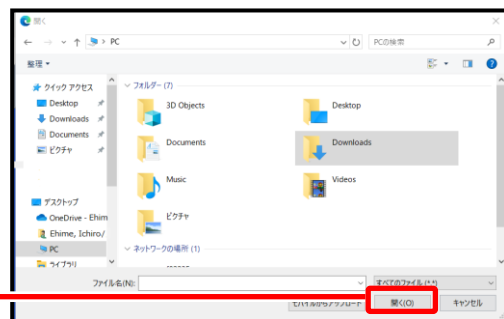 開く
PC
PCの検索
整理
クイック アクセス
Desktop
Downloads
Documents
ピクチャ
デスクトップ
OneDrive - Ehim
Ehime, Ichiro/
PC
ライブラリ
フォルダー (7)
3D Objects
Desktop
Documents
Downloads
Music
Videos
ピクチャ
ネットワークの場所 (1)
ファイル名(N):
すべてのファイル (*.*)
モバイルからアップロード
開く(O)
キャンセル